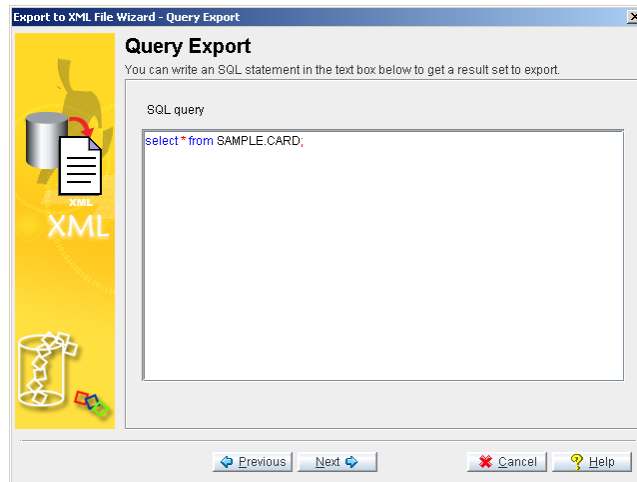 Export to XML File Wizard - Query Export
Query Export
You can write an SQL statement in the text box below to get a result set to export.
SQL query
select * from SAMPLE.CARD;
XML
XML
Previous Next Cancel Help